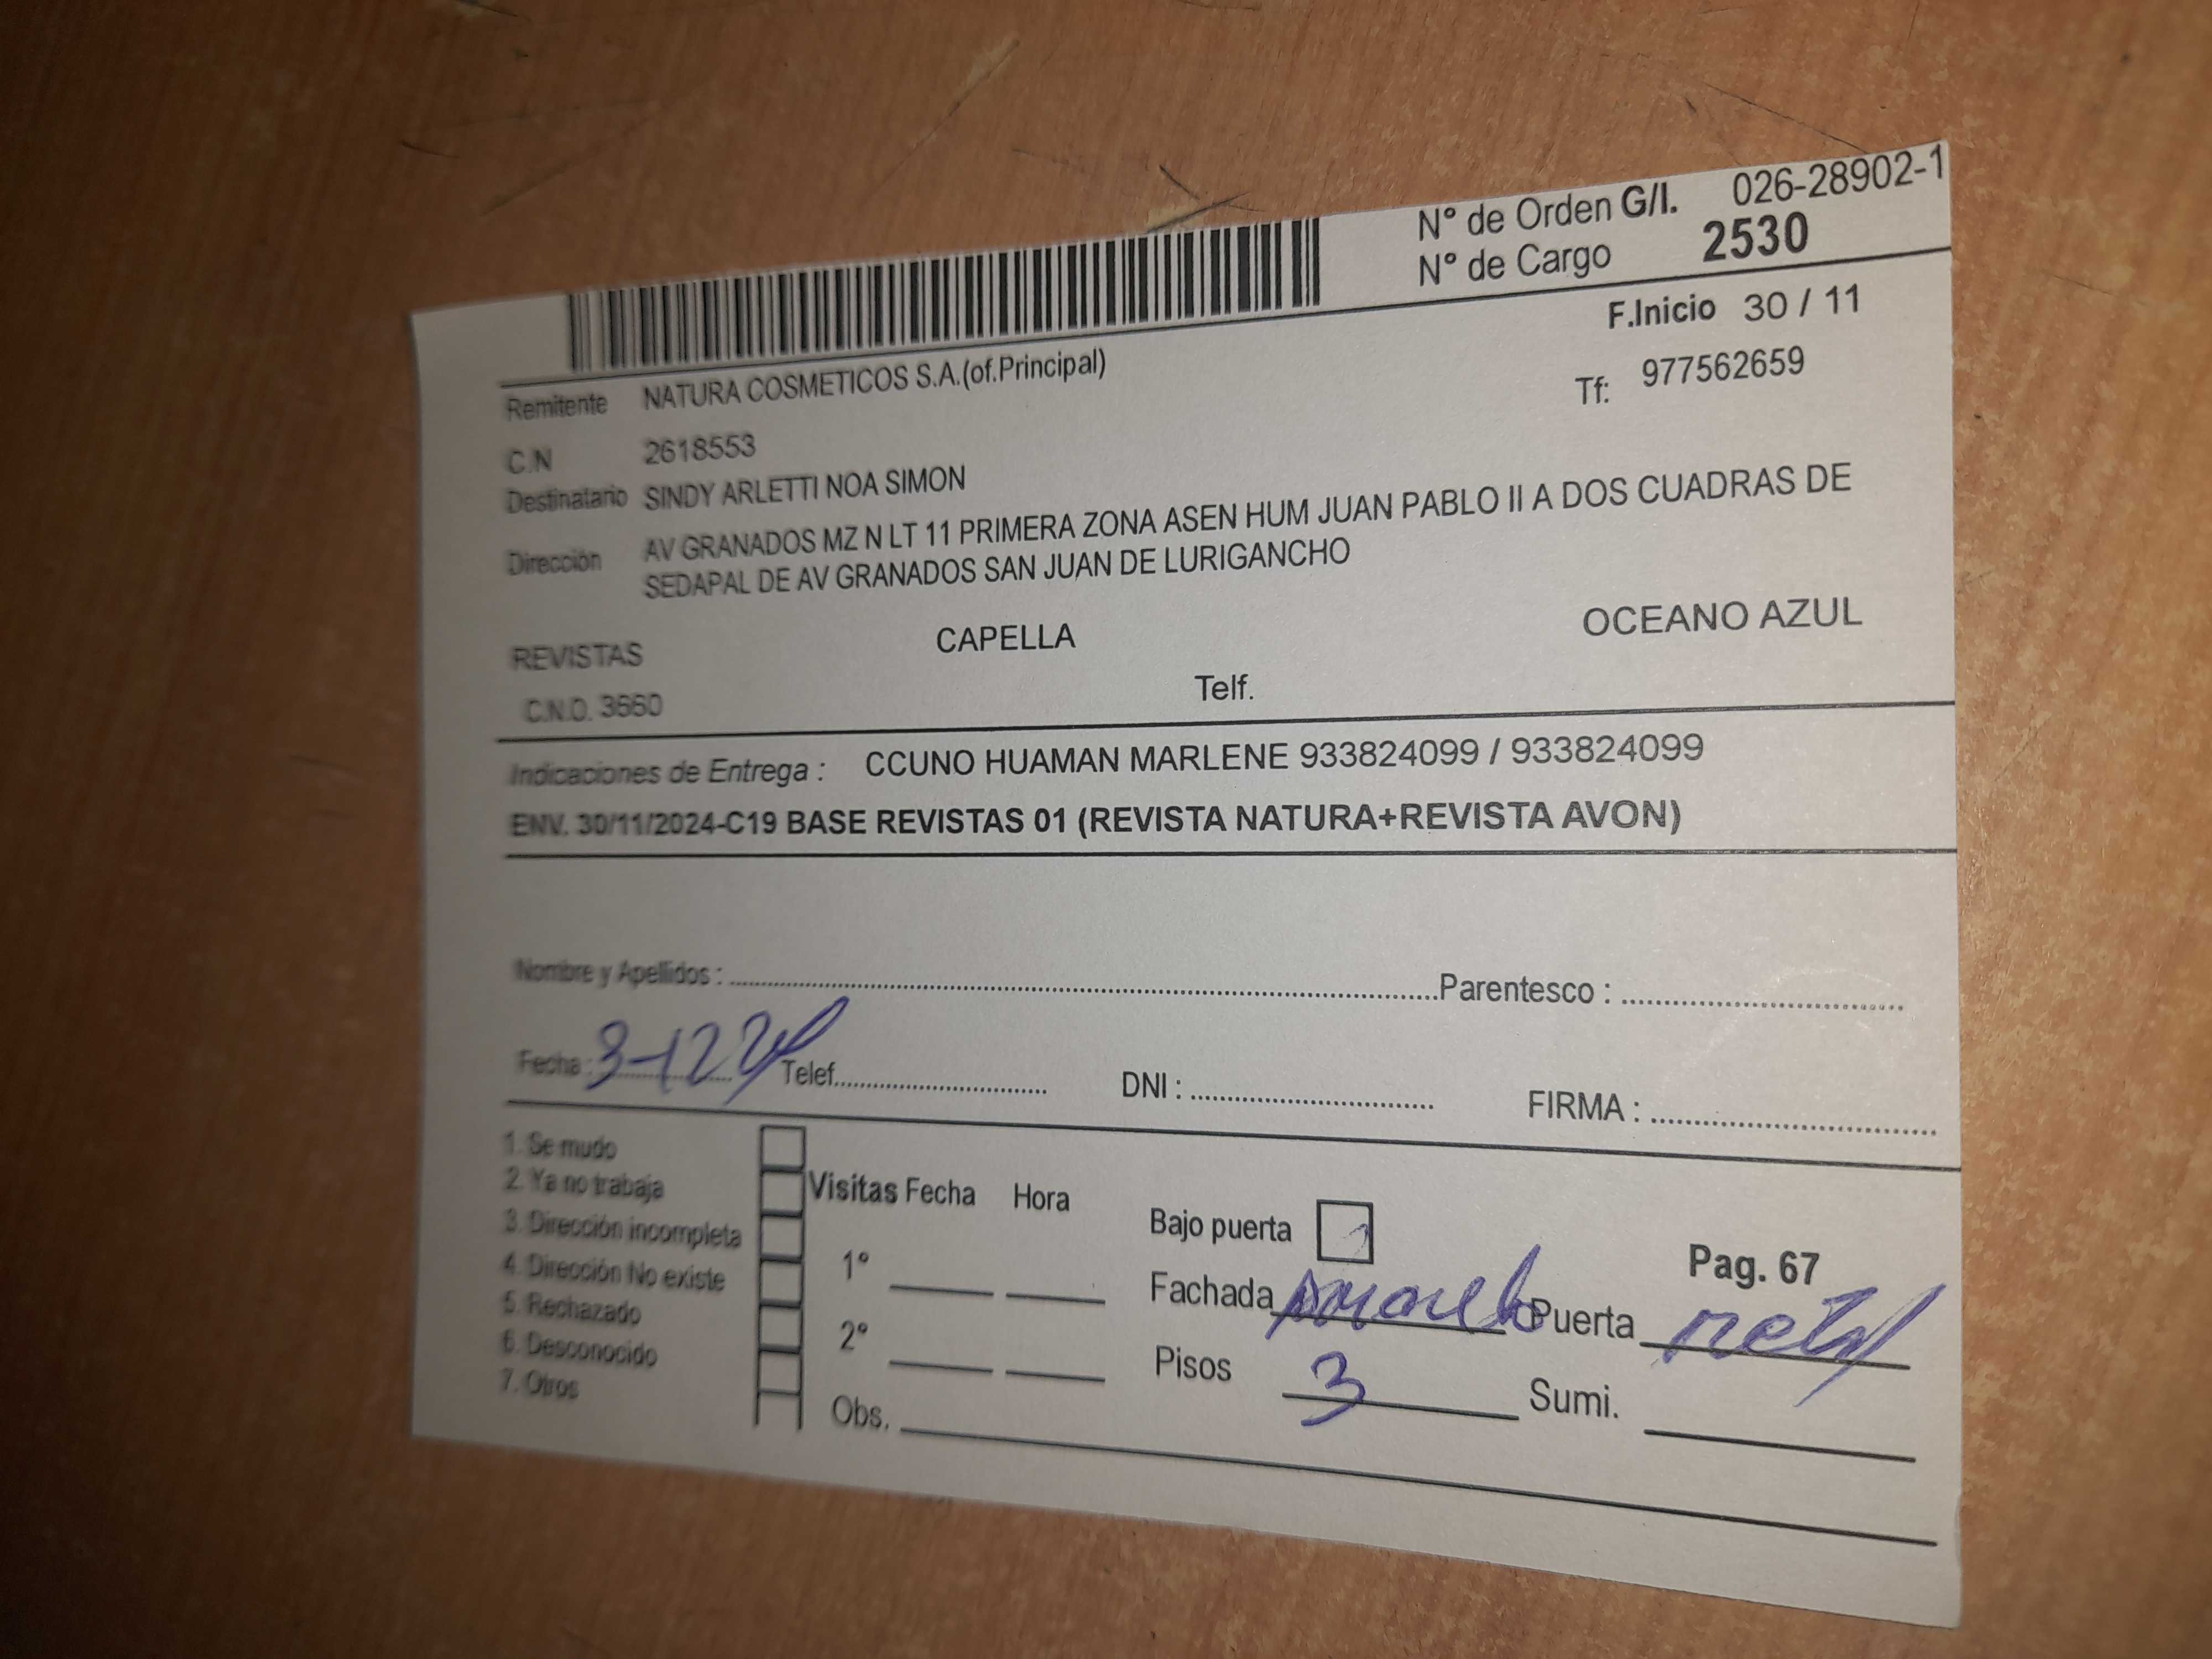 N° de Orden G/I. 026-28902-1
N° de Cargo 2530
F.Inicio 30 / 11
Remitente NATURA COSMETICOS S.A.(of.Principal)
Tf: 977562659
C.N 2618553
Destinatario SINDY ARLETTI NOA SIMON
Dirección AV GRANADOS MZ N LT 11 PRIMERA ZONA ASEN HUM JUAN PABLO II A DOS CUADRAS DE
SEDAPAL DE AV GRANADOS SAN JUAN DE LURIGANCHO
REVISTAS CAPELLA OCEANO AZUL
C.N.O. 3660 Telf.
Indicaciones de Entrega : CCUNO HUAMAN MARLENE 933824099 / 933824099
ENV. 30/11/2024-C19 BASE REVISTAS 01 (REVISTA NATURA+REVISTA AVON)
Nombre y Apellidos : Parentesco :
Fecha : 3-12 24 Telef. DNI : FIRMA :
1. Se mudo
2. Ya no trabaja
3. Dirección incompleta
4. Dirección No existe
5. Rechazado
6. Desconocido
7. Otros
Visitas Fecha Hora
1°
2°
Obs.
Bajo puerta
Pag. 67
Fachada Puerta metal
Pisos 3 Sumi.